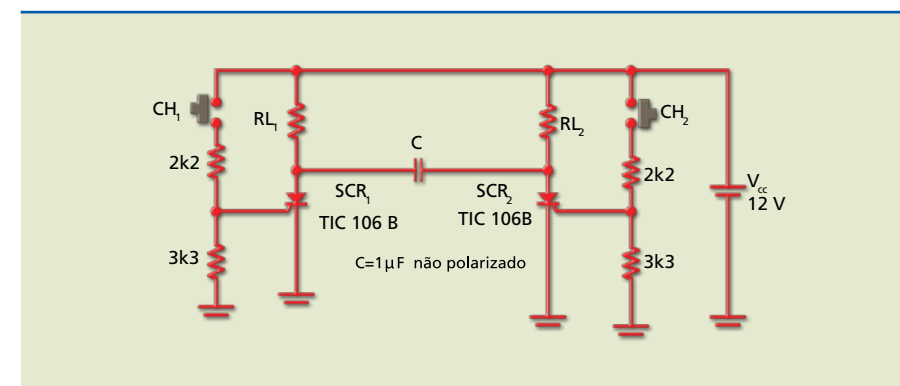 CH₁
RL₁
C
RL₂
CH₂
2k2
SCR₁
TIC 106 B
SCR₂
TIC 106B
2k2
Vcc
12 V
3k3
C=1µF não polarizado
3k3